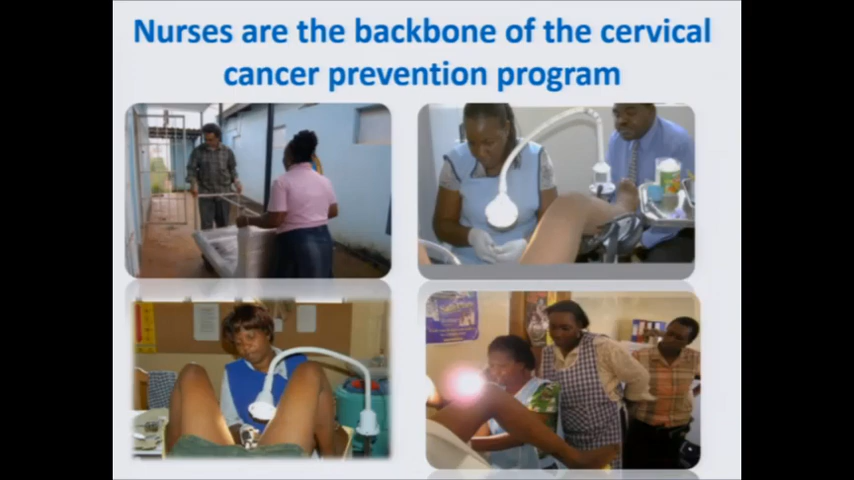 Nurses are the backbone of the cervical
cancer prevention program